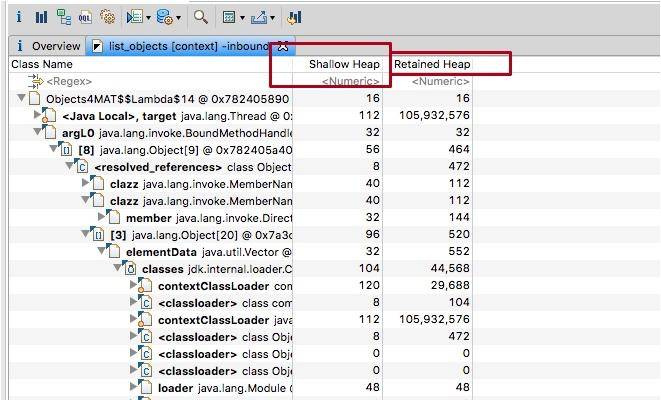 Overview list_objects [context] -inbound
Class Name Shallow Heap Retained Heap
<Regex> <Numeric> <Numeric>
Objects4MAT$$Lambda$14 @ 0x782405890 16 16
<Java Local>, target java.lang.Thread @ 0x 112 105,932,576
argL0 java.lang.invoke.BoundMethodHandle 32 32
[8] java.lang.Object[9] @ 0x782405a40 56 464
<resolved_references> class Object 8 472
clazz java.lang.invoke.MemberNam 40 112
clazz java.lang.invoke.MemberNam 40 112
member java.lang.invoke.Direct 32 144
[3] java.lang.Object[20] @ 0x7a3c 96 520
elementData java.util.Vector @ 32 552
classes jdk.internal.loader.C 104 44,568
contextClassLoader com 120 29,688
<classloader> class com 8 104
contextClassLoader java 112 105,932,576
<classloader> class Obje 8 472
<classloader> class Obje 0 0
<classloader> class Obje 0 0
loader java.lang.Module @ 48 48